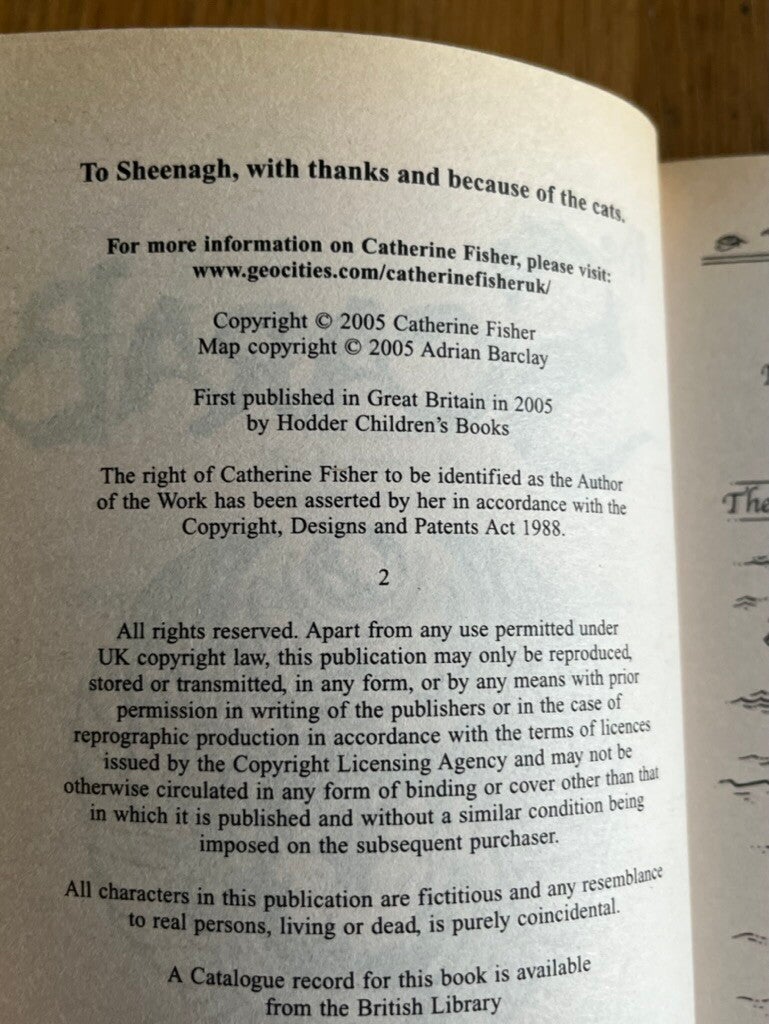 To Sheenagh, with thanks and because of the cats.
For more information on Catherine Fisher, please visit:
www.geocities.com/catherinefisheruk/
Copyright © 2005 Catherine Fisher
Map copyright © 2005 Adrian Barclay
First published in Great Britain in 2005
by Hodder Children's Books
The right of Catherine Fisher to be identified as the Author
of the Work has been asserted by her in accordance with the
Copyright, Designs and Patents Act 1988.
2
All rights reserved. Apart from any use permitted under
UK copyright law, this publication may only be reproduced,
stored or transmitted, in any form, or by any means with prior
permission in writing of the publishers or in the case of
reprographic production in accordance with the terms of licences
issued by the Copyright Licensing Agency and may not be
otherwise circulated in any form of binding or cover other than that
in which it is published and without a similar condition being
imposed on the subsequent purchaser.
All characters in this publication are fictitious and any resemblance
to real persons, living or dead, is purely coincidental.
A Catalogue record for this book is available
from the British Library
The